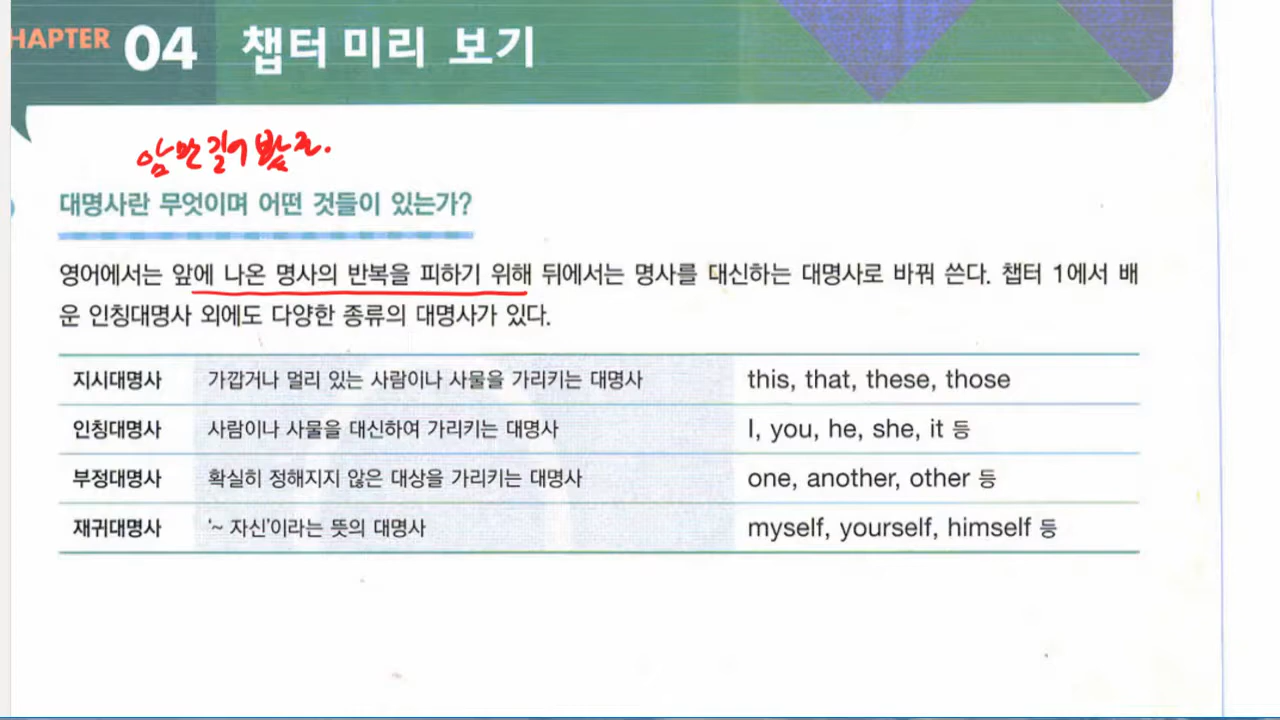 HAPTER 04 챕터 미리 보기
대명사란 무엇이며 어떤 것들이 있는가?
영어에서는 앞에 나온 명사의 반복을 피하기 위해 뒤에서는 명사를 대신하는 대명사로 바꿔 쓴다. 챕터 1에서 배
운 인칭대명사 외에도 다양한 종류의 대명사가 있다.
지시대명사 가깝거나 멀리 있는 사람이나 사물을 가리키는 대명사 this, that, these, those
인칭대명사 사람이나 사물을 대신하여 가리키는 대명사 I, you, he, she, it 등
부정대명사 확실히 정해지지 않은 대상을 가리키는 대명사 one, another, other 등
재귀대명사 '~ 자신'이라는 뜻의 대명사 myself, yourself, himself 등